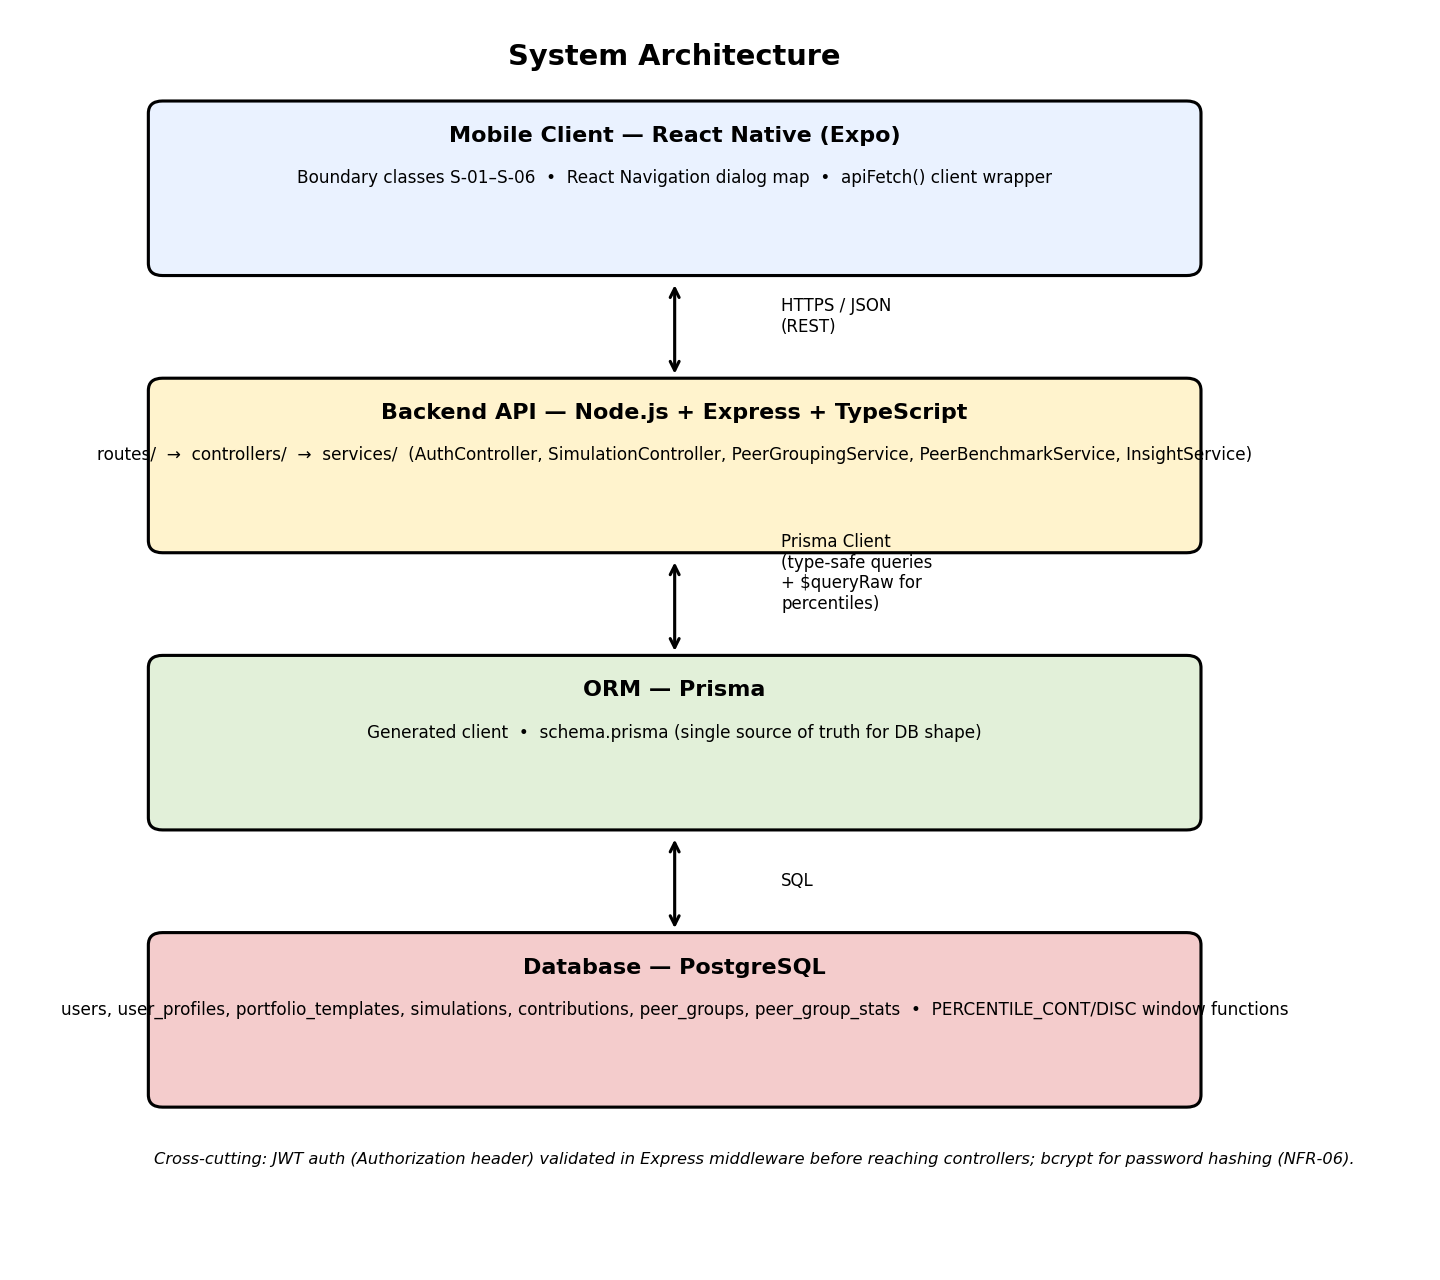 System Architecture
Mobile Client — React Native (Expo)
Boundary classes S-01–S-06 • React Navigation dialog map • apiFetch() client wrapper
HTTPS / JSON
(REST)
Backend API — Node.js + Express + TypeScript
routes/ → controllers/ → services/ (AuthController, SimulationController, PeerGroupingService, PeerBenchmarkService, InsightService)
Prisma Client
(type-safe queries
+ $queryRaw for
percentiles)
ORM — Prisma
Generated client • schema.prisma (single source of truth for DB shape)
SQL
Database — PostgreSQL
users, user_profiles, portfolio_templates, simulations, contributions, peer_groups, peer_group_stats • PERCENTILE_CONT/DISC window functions
Cross-cutting: JWT auth (Authorization header) validated in Express middleware before reaching controllers; bcrypt for password hashing (NFR-06).